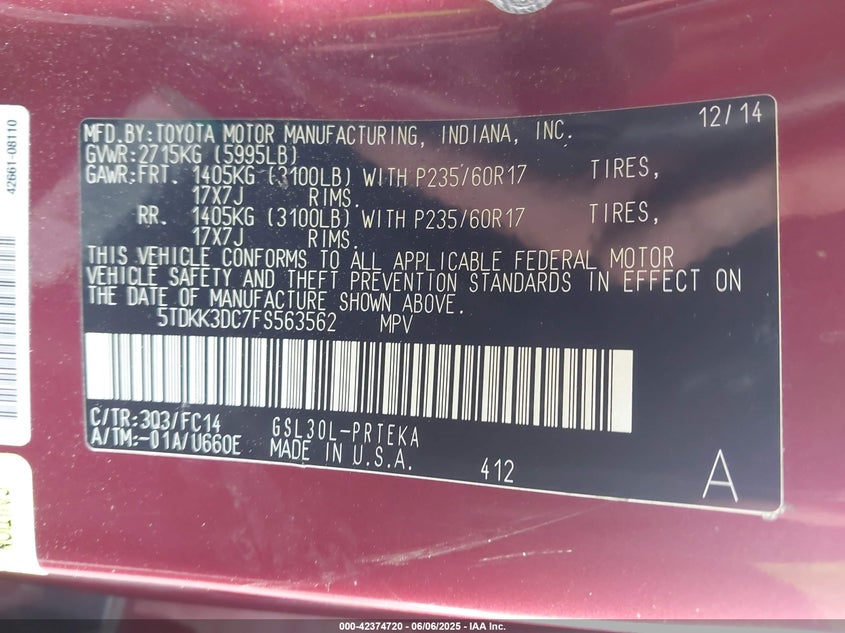 42661-08110
12/14
MFD.BY:TOYOTA MOTOR MANUFACTURING, INDIANA, INC.
GVWR:2715KG (5995LB)
GAWR:FRT. 1405KG (3100LB) WITH P235/60R17 TIRES,
17X7J RIMS.
RR. 1405KG (3100LB) WITH P235/60R17 TIRES,
17X7J RIMS.
THIS VEHICLE CONFORMS TO ALL APPLICABLE FEDERAL MOTOR
VEHICLE SAFETY AND THEFT PREVENTION STANDARDS IN EFFECT ON
THE DATE OF MANUFACTURE SHOWN ABOVE.
5TDKK3DC7FS563562 MPV
C/TR:3Q3/FC14 GSL30L-PRTEKA
A/TM:-01A/U660E MADE IN U.S.A. 412 A
000-42374720 - 06/06/2025 - IAA Inc.